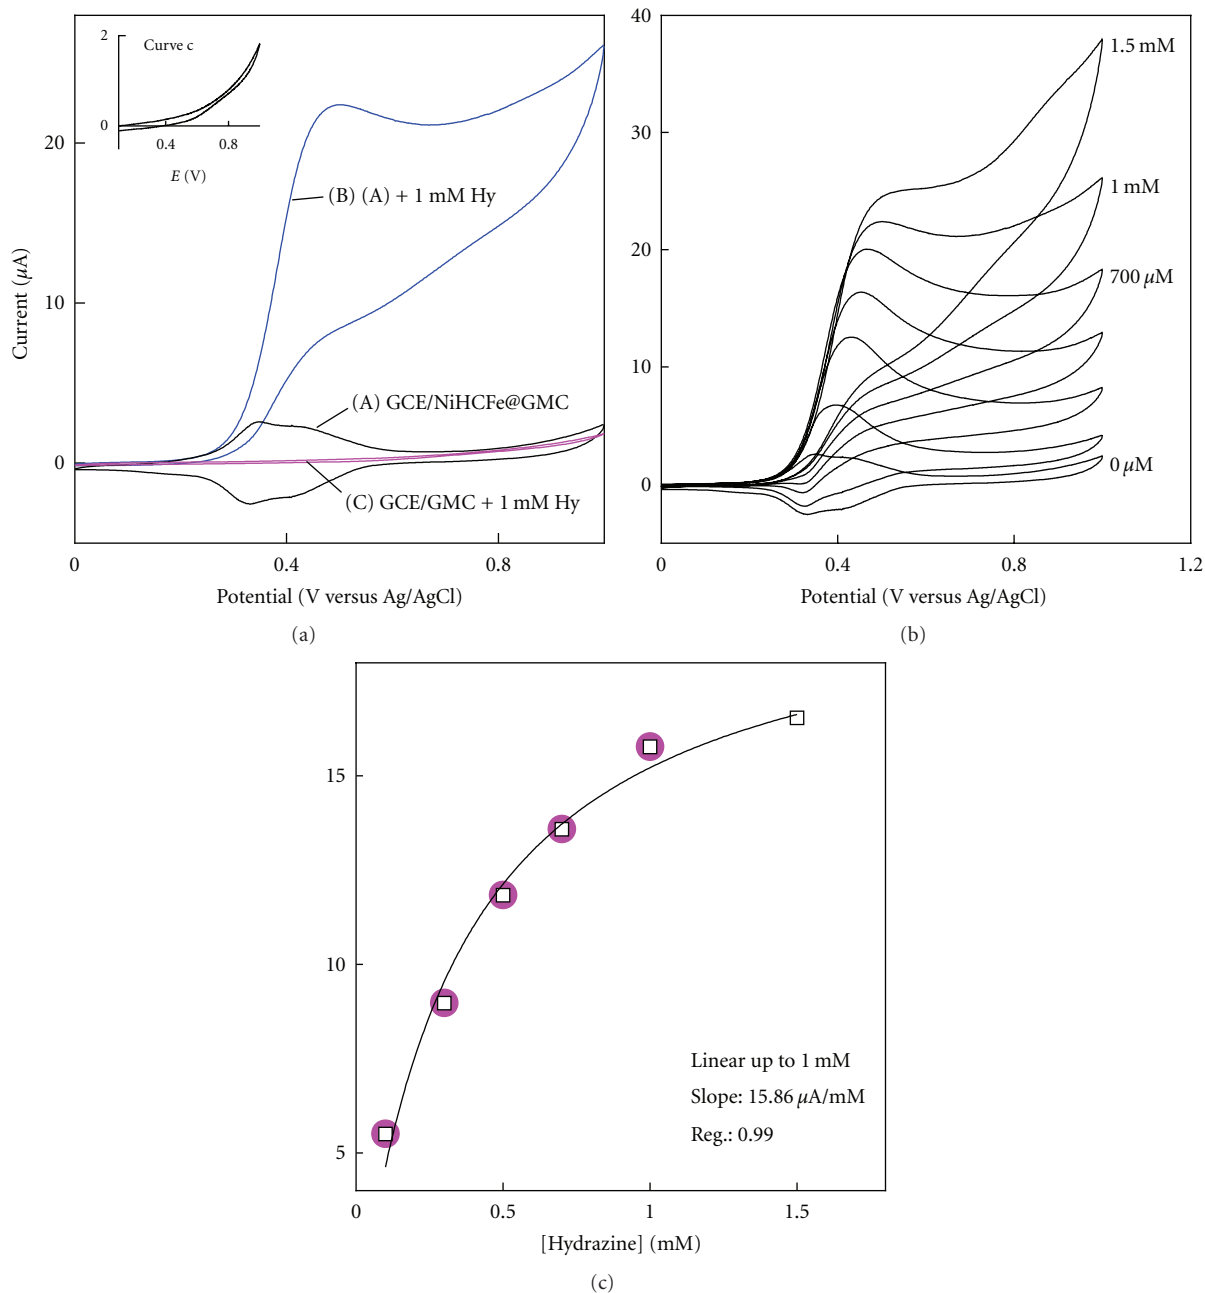 2
Curve c
0
0.4
0.8
E (V)
20
10
0
Current (µA)
(B) (A) + 1 mM Hy
(A) GCE/NiHCFe@GMC
(C) GCE/GMC + 1 mM Hy
0
0.4
0.8
Potential (V versus Ag/AgCl)
(a)
40
30
20
10
0
1.5 mM
1 mM
700 µM
0 µM
0
0.4
0.8
1.2
Potential (V versus Ag/AgCl)
(b)
15
10
5
Linear up to 1 mM
Slope: 15.86 µA/mM
Reg.: 0.99
0
0.5
1
1.5
[Hydrazine] (mM)
(c)